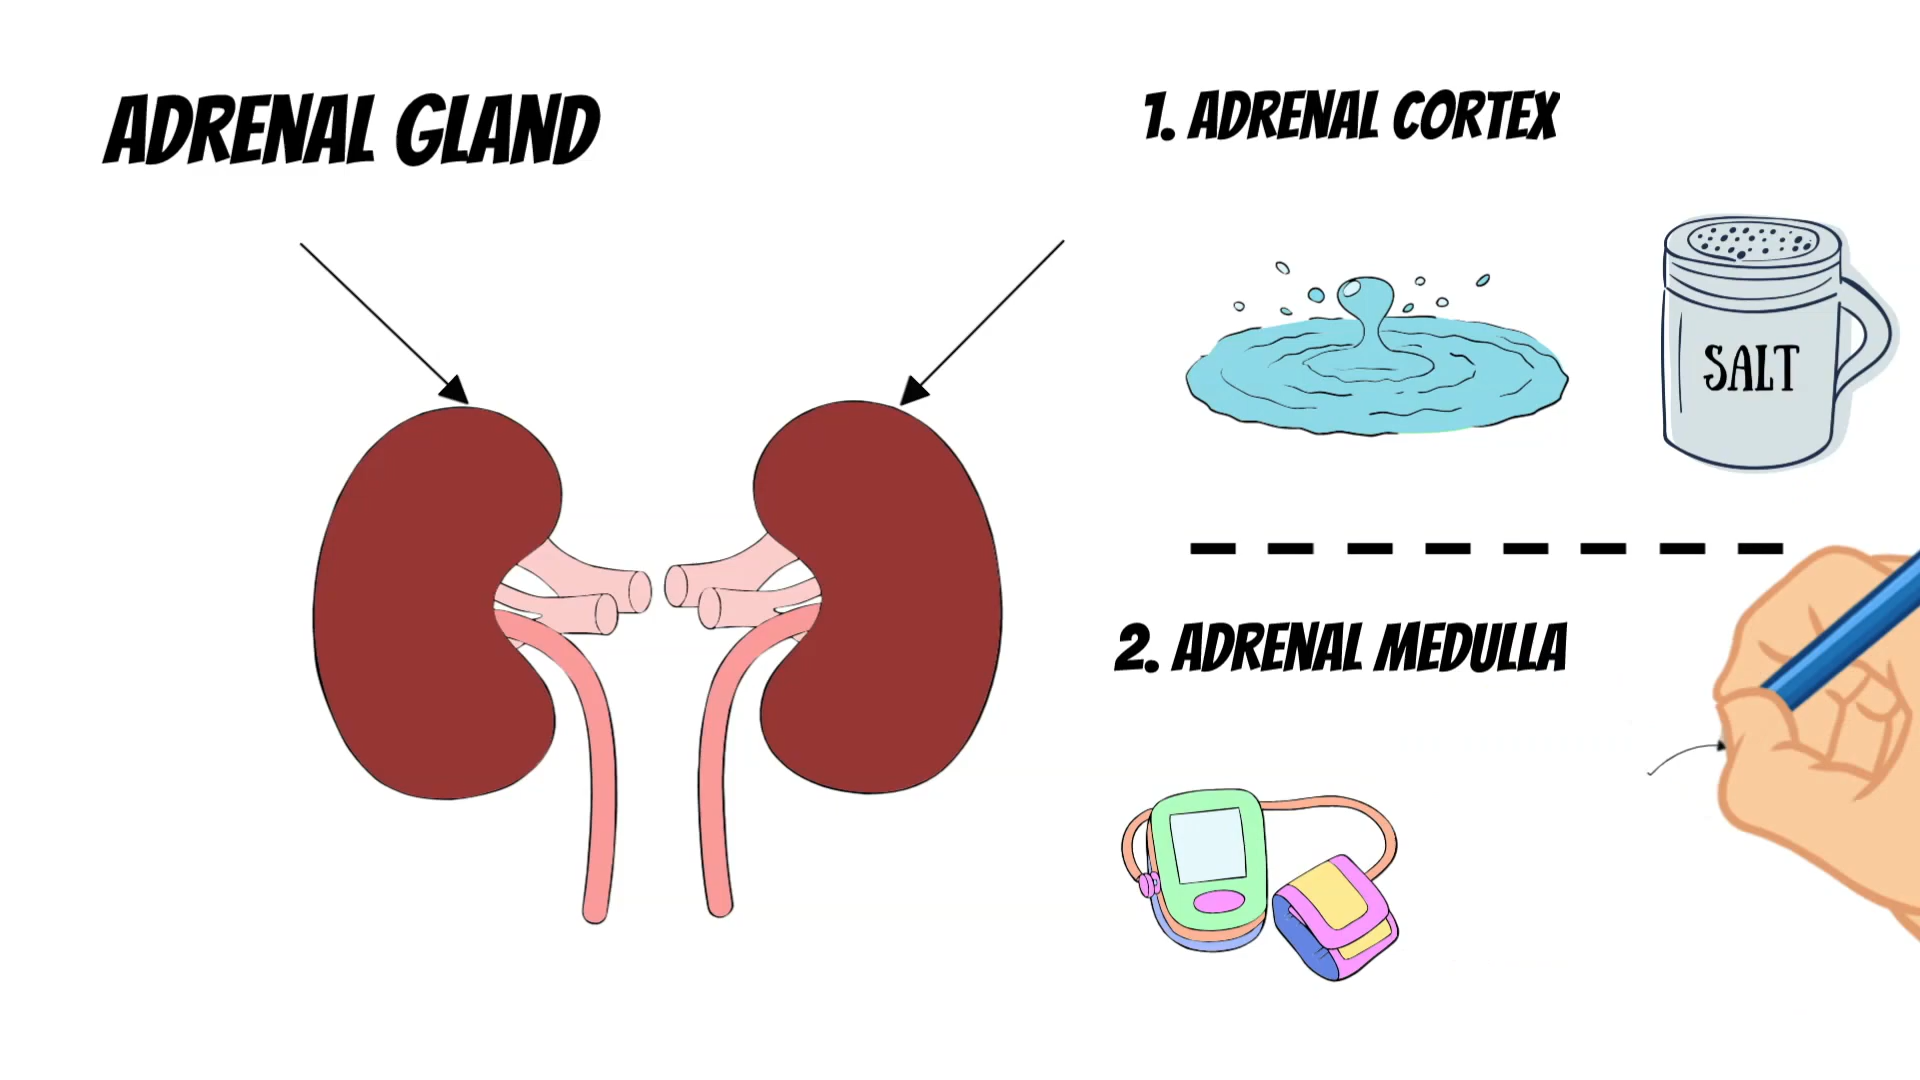 ADRENAL GLAND
1. ADRENAL CORTEX
SALT
2. ADRENAL MEDULLA